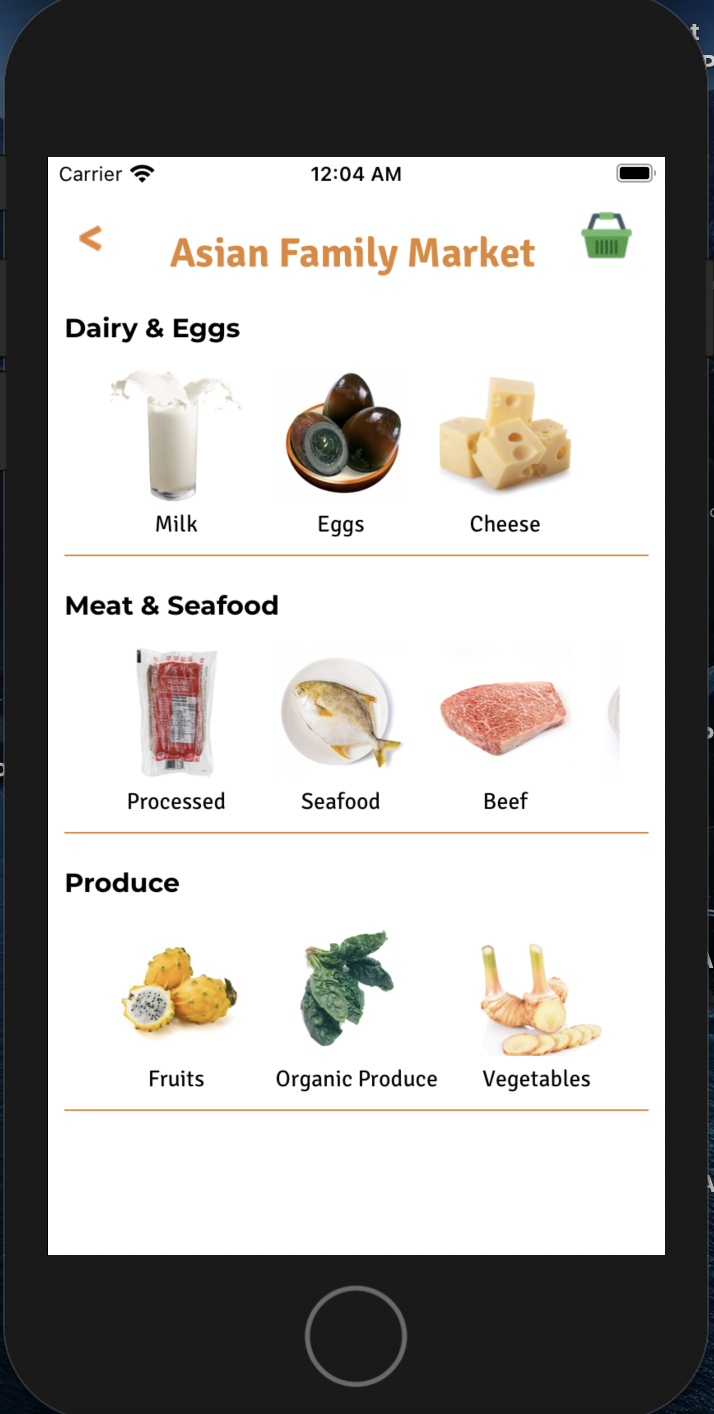 Carrier 12:04 AM
< Asian Family Market
Dairy & Eggs
Milk Eggs Cheese
Meat & Seafood
Processed Seafood Beef
Produce
Fruits Organic Produce Vegetables